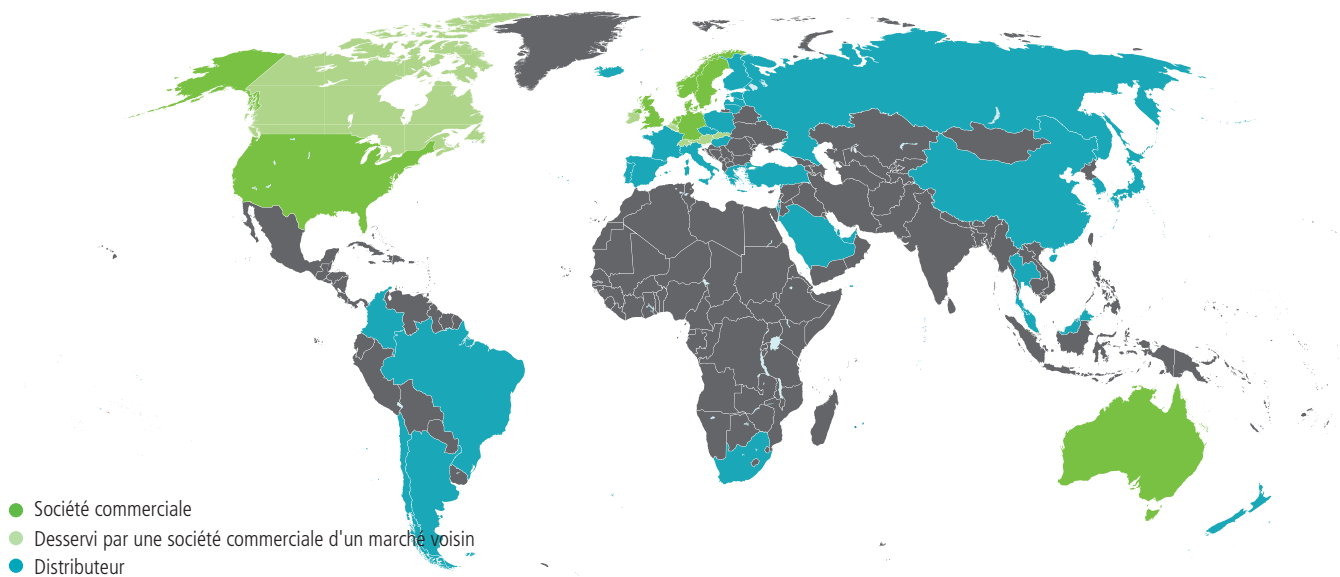 Société commerciale
Desservi par une société commerciale d'un marché voisin
Distributeur